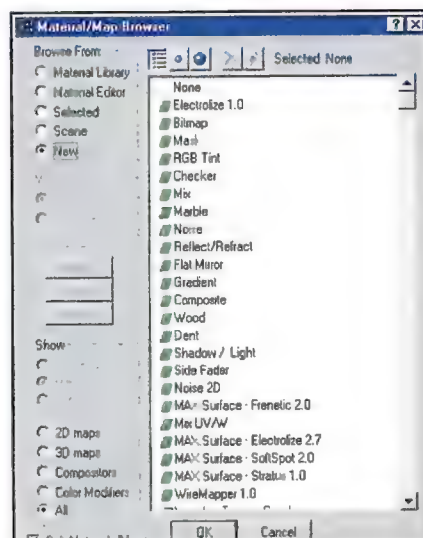 Material/Map Browser
Browse From:
Material Library
Material Editor
Selected
Scene
New
Show
2D maps
3D maps
Compositors
Color Modifiers
All
Selected None
None
Electrolize 1.0
Bitmap
Mask
RGB Tint
Checker
Mix
Marble
Noise
Reflect/Refract
Flat Mirror
Gradient
Composite
Wood
Dent
Shadow / Light
Side Fader
Noise 2D
MAX Surface - Frenetic 2.0
Max UV/W
MAX Surface - Electrolize 2.7
MAX Surface - SoftSpot 2.0
MAX Surface - Stratus 1.0
WireMapper 1.0
OK
Cancel